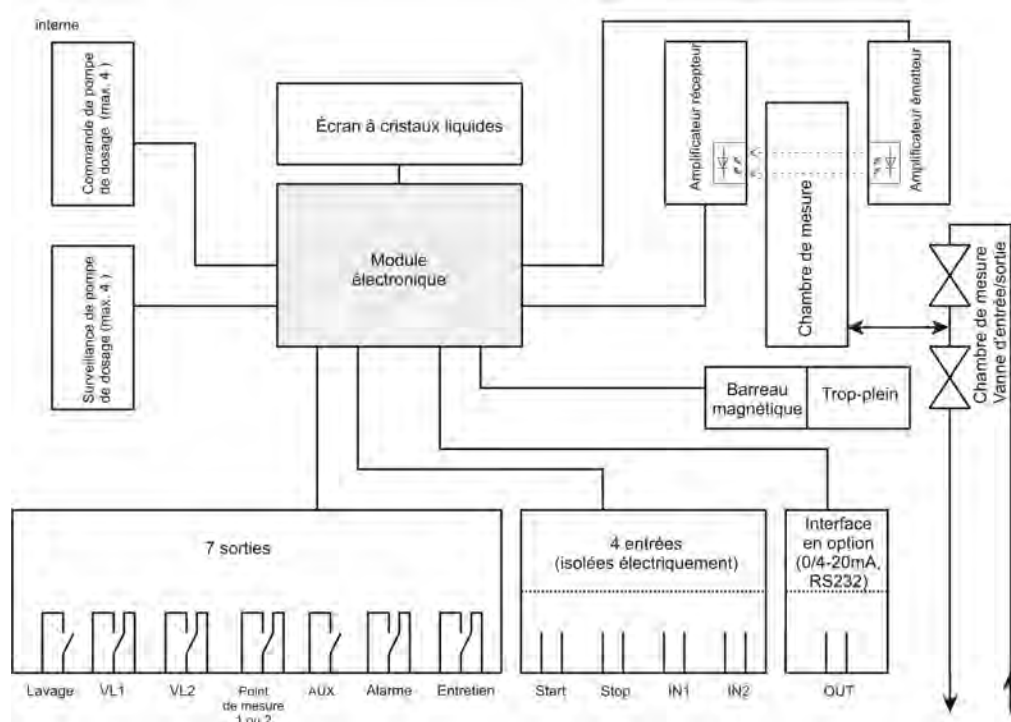 interne
Commande de pompe
de dosage (max. 4 )
Écran à cristaux liquides
Amplificateur récepteur
Amplificateur émetteur
Chambre de mesure
Module
électronique
Surveillance de pompe
de dosage (max. 4 )
Chambre de mesure
Vanne d'entrée/sortie
Barreau
magnétique
Trop-plein
7 sorties
4 entrées
(isolées électriquement)
Interface
en option
(0/4-20mA,
RS232)
Lavage
VL1
VL2
Point
de mesure
1 ou 2
AUX
Alarme
Entretien
Start
Stop
IN1
IN2
OUT